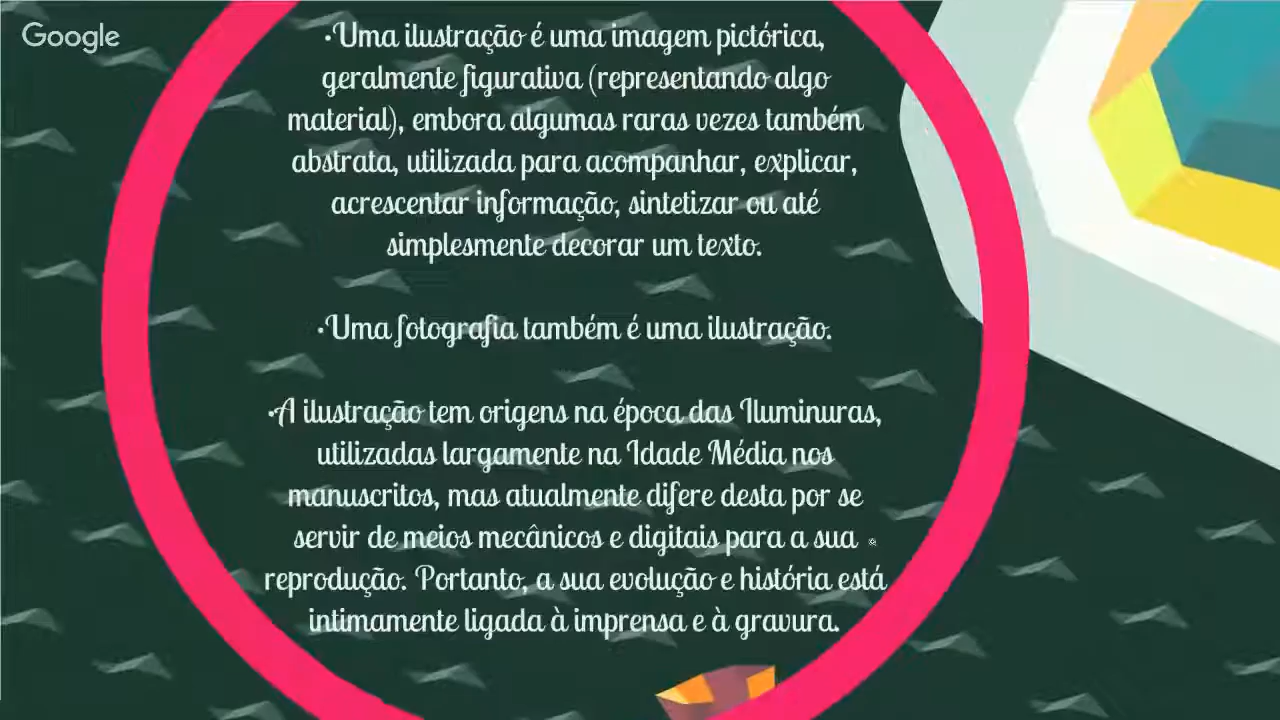 Google
•Uma ilustração é uma imagem pictórica,
geralmente figurativa (representando algo
material), embora algumas raras vezes também
abstrata, utilizada para acompanhar, explicar,
acrescentar informação, sintetizar ou até
simplesmente decorar um texto.
•Uma fotografia também é uma ilustração.
•A ilustração tem origens na época das Iluminuras,
utilizadas largamente na Idade Média nos
manuscritos, mas atualmente difere desta por se
servir de meios mecânicos e digitais para a sua
reprodução. Portanto, a sua evolução e história está
intimamente ligada à imprensa e à gravura.